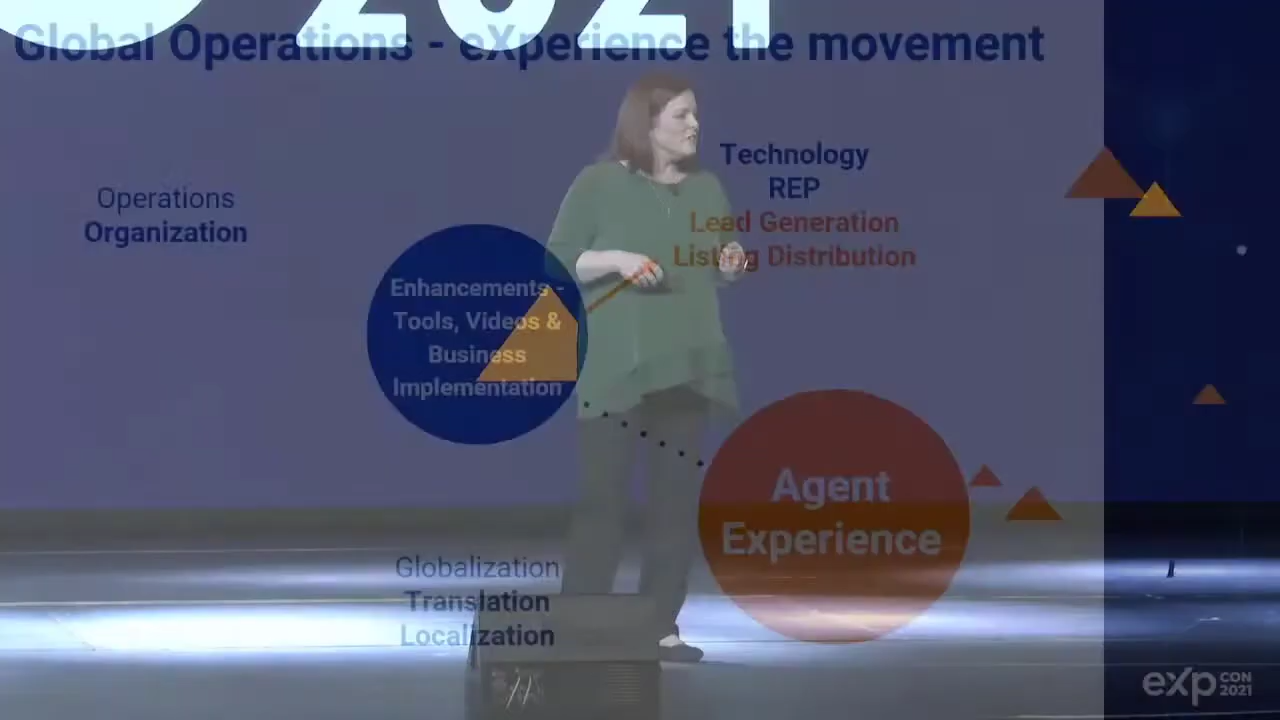 2021
Global Operations - eXperience the movement
Operations
Organization
Technology
REP
Lead Generation
Listing Distribution
Enhancements -
Tools, Videos &
Business
Implementation
Agent
Experience
Globalization
Translation
Localization
exp CON
2021